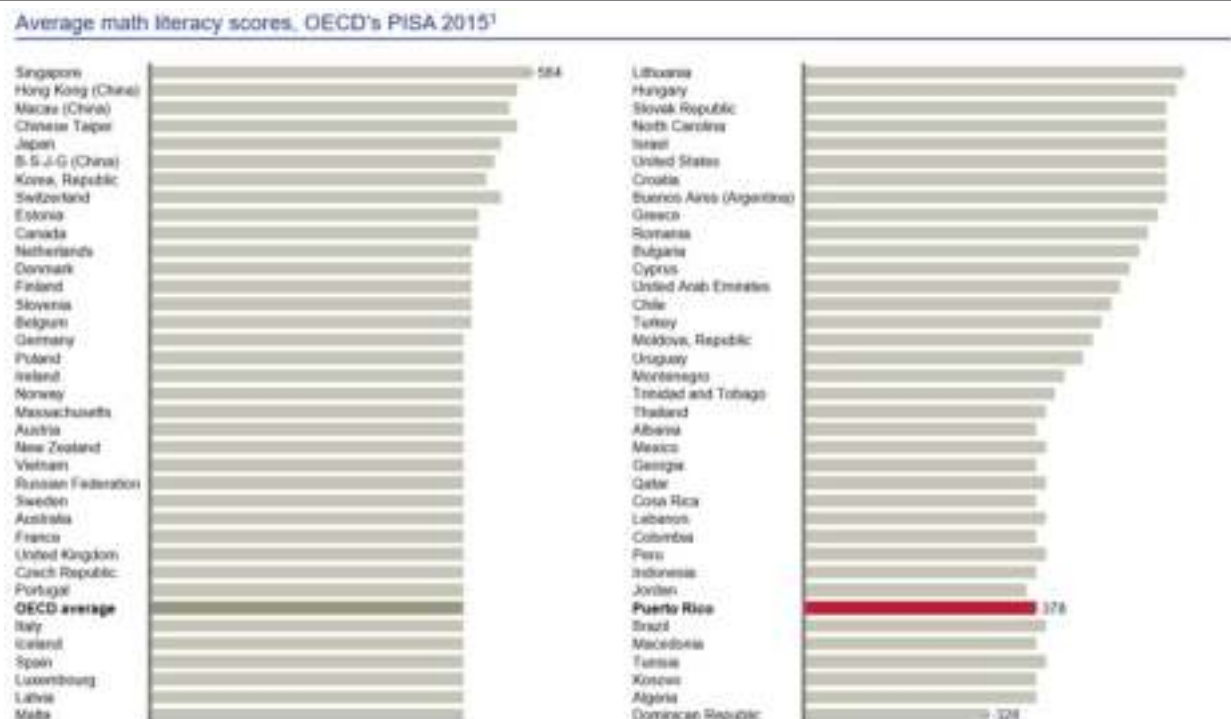 Average math literacy scores, OECD's PISA 2015¹
Singapore 564
Hong Kong (China)
Macau (China)
Chinese Taipei
Japan
B-S-J-G (China)
Korea, Republic
Switzerland
Estonia
Canada
Netherlands
Denmark
Finland
Slovenia
Belgium
Germany
Poland
Ireland
Norway
Massachusetts
Austria
New Zealand
Vietnam
Russian Federation
Sweden
Australia
France
United Kingdom
Czech Republic
Portugal
OECD average
Italy
Iceland
Spain
Luxembourg
Latvia
Malta
Lithuania
Hungary
Slovak Republic
North Carolina
Israel
United States
Croatia
Buenos Aires (Argentina)
Greece
Romania
Bulgaria
Cyprus
United Arab Emirates
Chile
Turkey
Moldova, Republic
Uruguay
Montenegro
Trinidad and Tobago
Thailand
Albania
Mexico
Georgia
Qatar
Cosa Rica
Lebanon
Colombia
Peru
Indonesia
Jordan
Puerto Rico 378
Brazil
Macedonia
Tunisia
Kosovo
Algeria
Dominican Republic 328